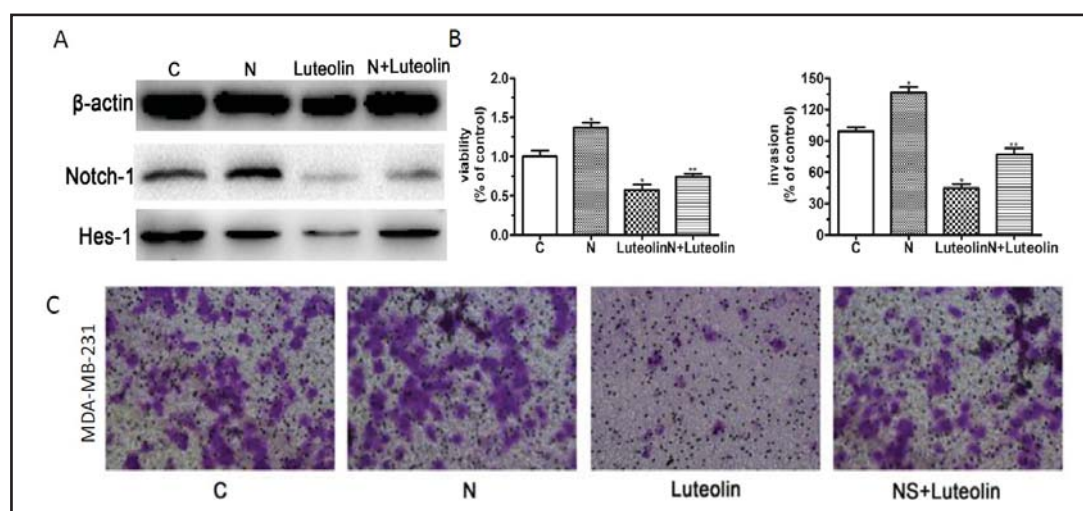 A
C N Luteolin N+Luteolin
β-actin
Notch-1
Hes-1
B
viability
(% of control)
2.0
1.5
1.0
0.5
0.0
* * **
C N Luteolin N+Luteolin
invasion
(% of control)
150
120
90
60
30
0
* * **
C N Luteolin N+Luteolin
C
MDA-MB-231
C N Luteolin NS+Luteolin